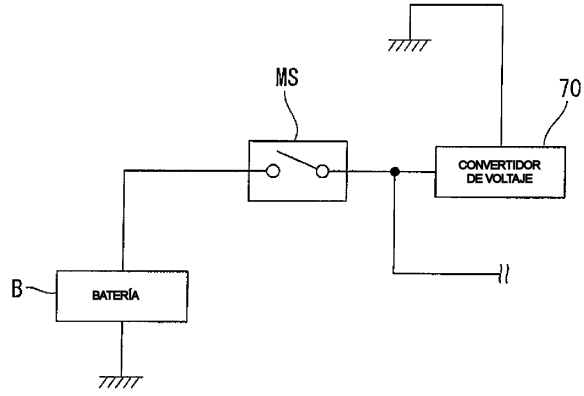 MS
70
CONVERTIDOR
DE VOLTAJE
B
BATERÍA